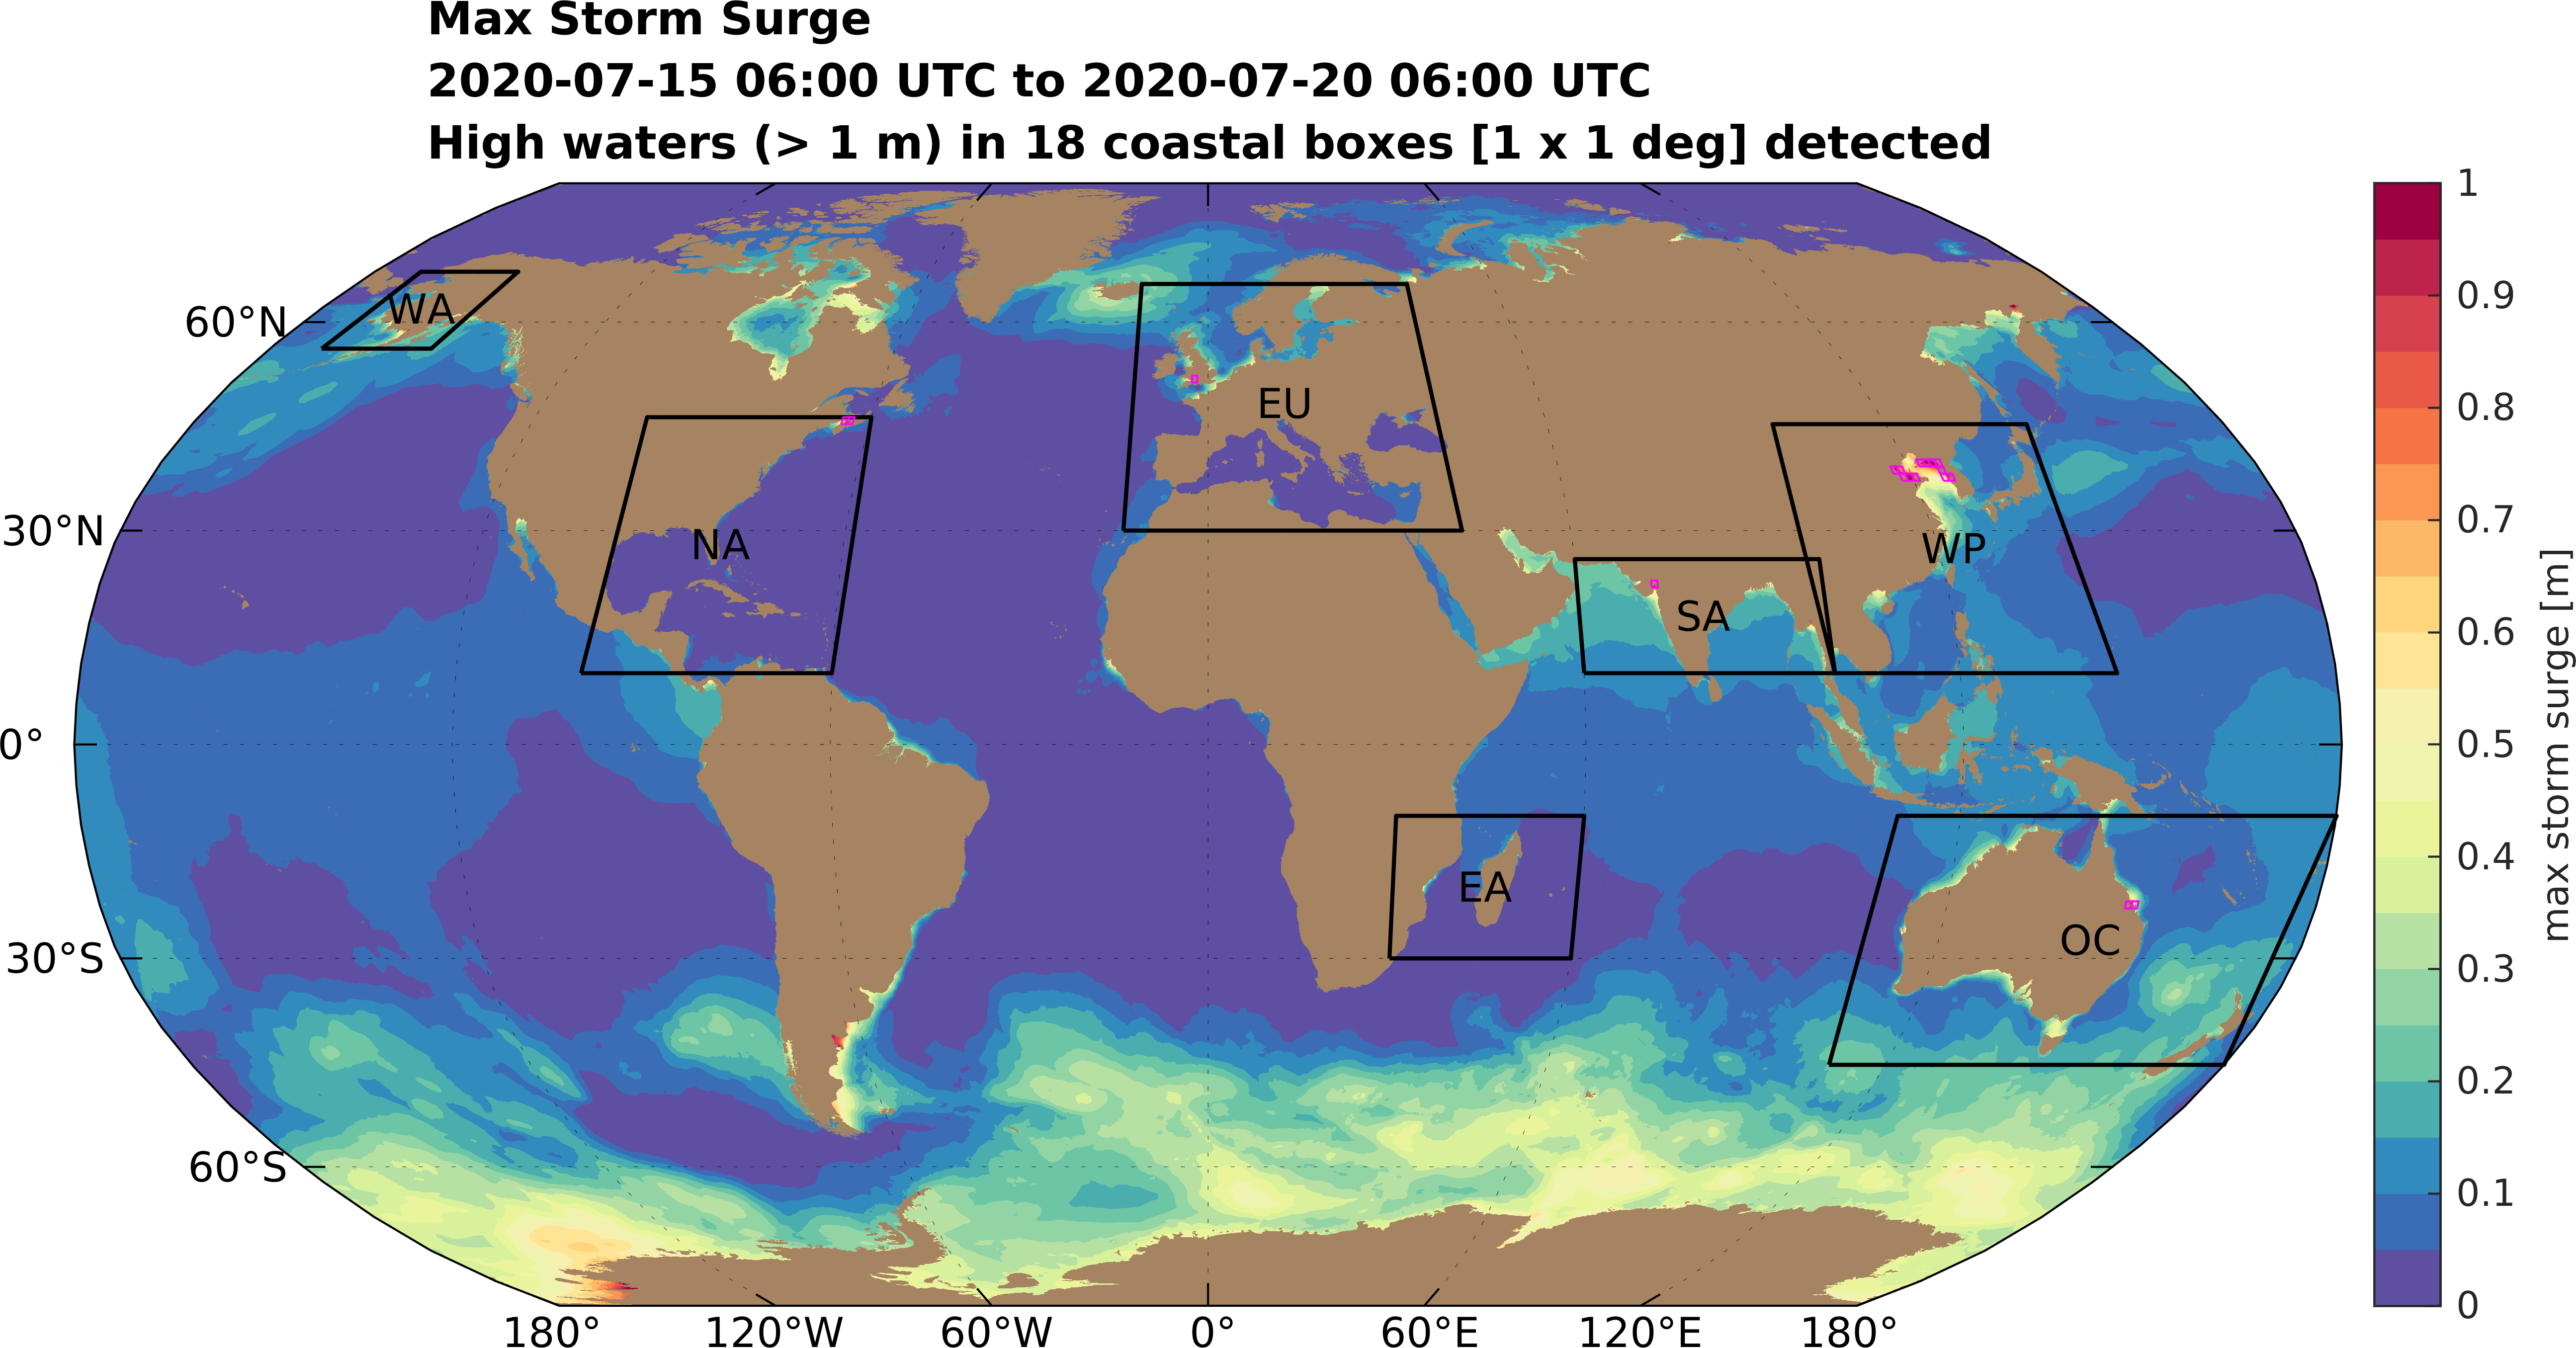 Max Storm Surge
2020-07-15 06:00 UTC to 2020-07-20 06:00 UTC
High waters (> 1 m) in 18 coastal boxes [1 x 1 deg] detected
60°N
30°N
0°
30°S
60°S
WA
NA
EU
SA
WP
EA
OC
180°
120°W
60°W
0°
60°E
120°E
180°
1
0.9
0.8
0.7
0.6
0.5
0.4
0.3
0.2
0.1
0
max storm surge [m]